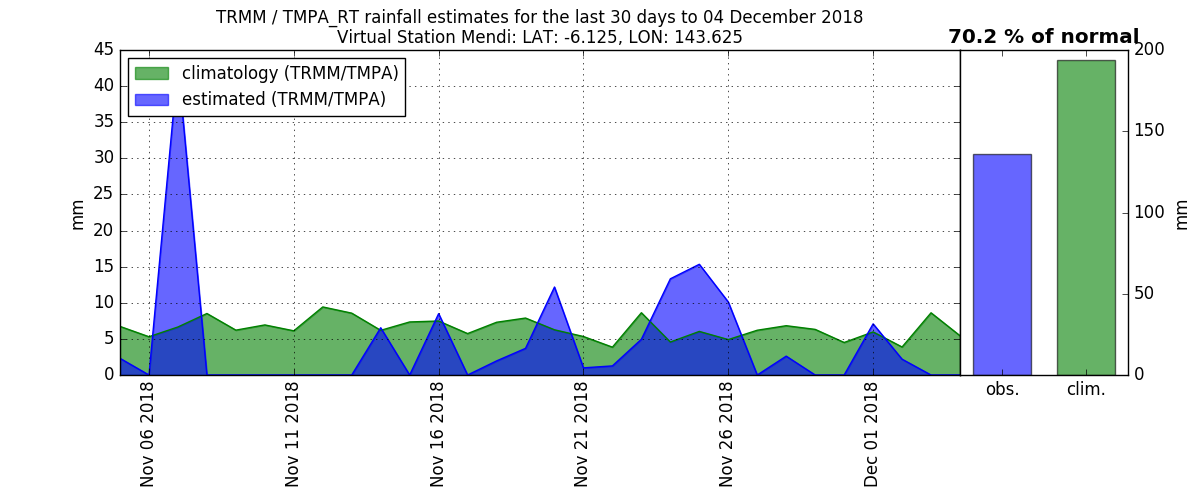 TRMM / TMPA_RT rainfall estimates for the last 30 days to 04 December 2018
Virtual Station Mendi: LAT: -6.125, LON: 143.625
70.2 % of normal
climatology (TRMM/TMPA)
estimated (TRMM/TMPA)
45
40
35
30
25
20
15
10
5
0
mm
Nov 06 2018
Nov 11 2018
Nov 16 2018
Nov 21 2018
Nov 26 2018
Dec 01 2018
200
150
100
50
0
mm
obs.
clim.